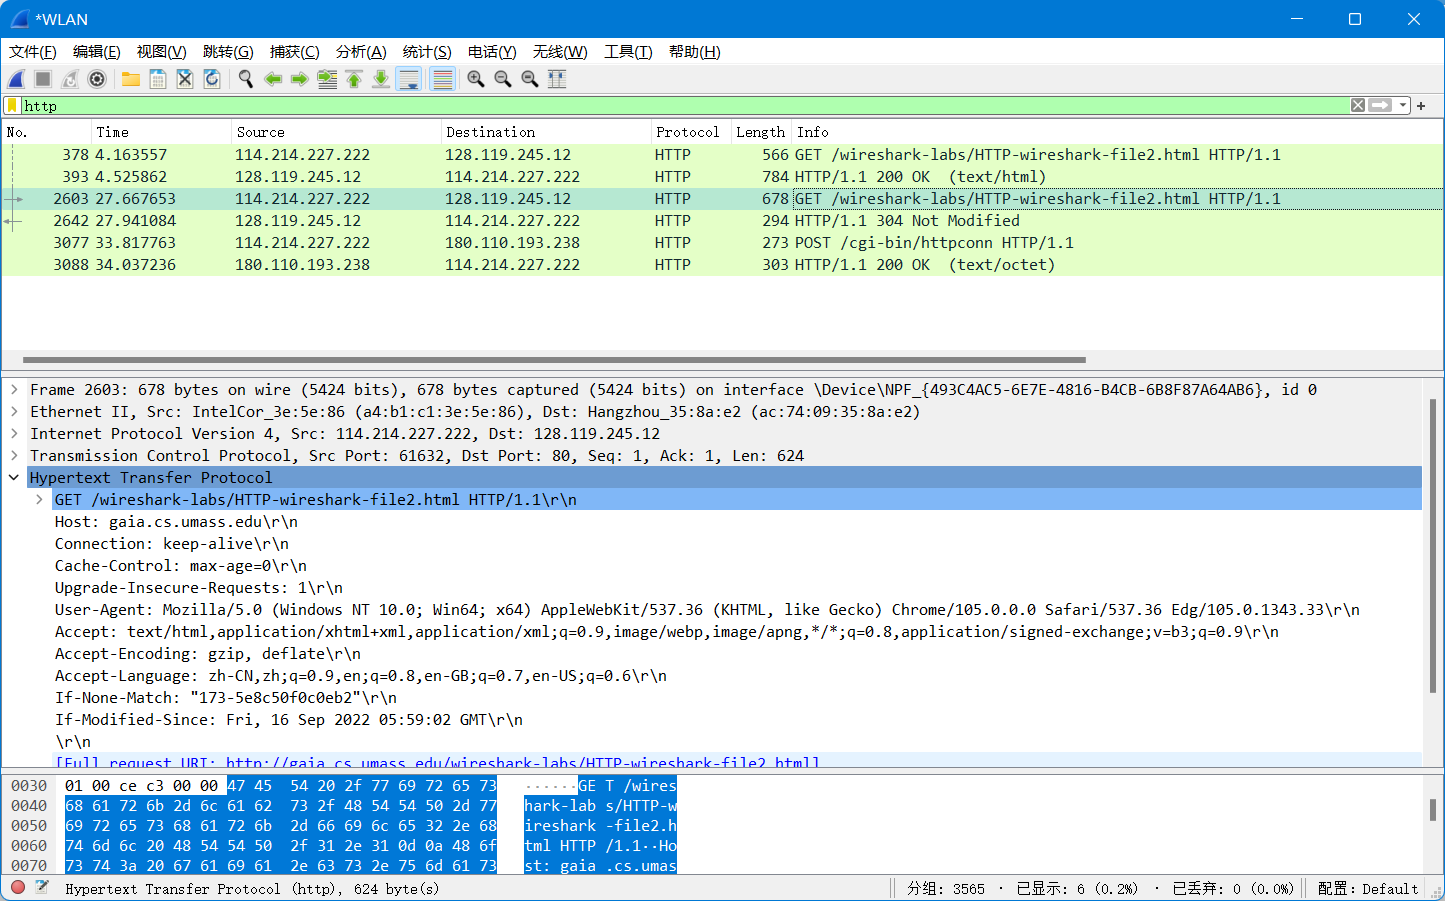 *WLAN
文件(F) 编辑(E) 视图(V) 跳转(G) 捕获(C) 分析(A) 统计(S) 电话(Y) 无线(W) 工具(T) 帮助(H)
http
No. Time Source Destination Protocol Length Info
378 4.163557 114.214.227.222 128.119.245.12 HTTP 566 GET /wireshark-labs/HTTP-wireshark-file2.html HTTP/1.1
393 4.525862 128.119.245.12 114.214.227.222 HTTP 784 HTTP/1.1 200 OK (text/html)
2603 27.667653 114.214.227.222 128.119.245.12 HTTP 678 GET /wireshark-labs/HTTP-wireshark-file2.html HTTP/1.1
2642 27.941084 128.119.245.12 114.214.227.222 HTTP 294 HTTP/1.1 304 Not Modified
3077 33.817763 114.214.227.222 180.110.193.238 HTTP 273 POST /cgi-bin/httpconn HTTP/1.1
3088 34.037236 180.110.193.238 114.214.227.222 HTTP 303 HTTP/1.1 200 OK (text/octet)
Frame 2603: 678 bytes on wire (5424 bits), 678 bytes captured (5424 bits) on interface \Device\NPF_{493C4AC5-6E7E-4816-B4CB-6B8F87A64AB6}, id 0
Ethernet II, Src: IntelCor_3e:5e:86 (a4:b1:c1:3e:5e:86), Dst: Hangzhou_35:8a:e2 (ac:74:09:35:8a:e2)
Internet Protocol Version 4, Src: 114.214.227.222, Dst: 128.119.245.12
Transmission Control Protocol, Src Port: 61632, Dst Port: 80, Seq: 1, Ack: 1, Len: 624
Hypertext Transfer Protocol
GET /wireshark-labs/HTTP-wireshark-file2.html HTTP/1.1\r\n
Host: gaia.cs.umass.edu\r\n
Connection: keep-alive\r\n
Cache-Control: max-age=0\r\n
Upgrade-Insecure-Requests: 1\r\n
User-Agent: Mozilla/5.0 (Windows NT 10.0; Win64; x64) AppleWebKit/537.36 (KHTML, like Gecko) Chrome/105.0.0.0 Safari/537.36 Edg/105.0.1343.33\r\n
Accept: text/html,application/xhtml+xml,application/xml;q=0.9,image/webp,image/apng,*/*;q=0.8,application/signed-exchange;v=b3;q=0.9\r\n
Accept-Encoding: gzip, deflate\r\n
Accept-Language: zh-CN,zh;q=0.9,en;q=0.8,en-GB;q=0.7,en-US;q=0.6\r\n
If-None-Match: "173-5e8c50f0c0eb2"\r\n
If-Modified-Since: Fri, 16 Sep 2022 05:59:02 GMT\r\n
\r\n
[Full request URI: http://gaia.cs.umass.edu/wireshark-labs/HTTP-wireshark-file2.html]
0030 01 00 ce c3 00 00 47 45 54 20 2f 77 69 72 65 73 ······GE T /wires
0040 68 61 72 6b 2d 6c 61 62 73 2f 48 54 54 50 2d 77 hark-lab s/HTTP-w
0050 69 72 65 73 68 61 72 6b 2d 66 69 6c 65 32 2e 68 ireshark -file2.h
0060 74 6d 6c 20 48 54 54 50 2f 31 2e 31 0d 0a 48 6f tml HTTP /1.1··Ho
0070 73 74 3a 20 67 61 69 61 2e 63 73 2e 75 6d 61 73 st: gaia .cs.umas
Hypertext Transfer Protocol (http), 624 byte(s) 分组: 3565 · 已显示: 6 (0.2%) · 已丢弃: 0 (0.0%) 配置: Default